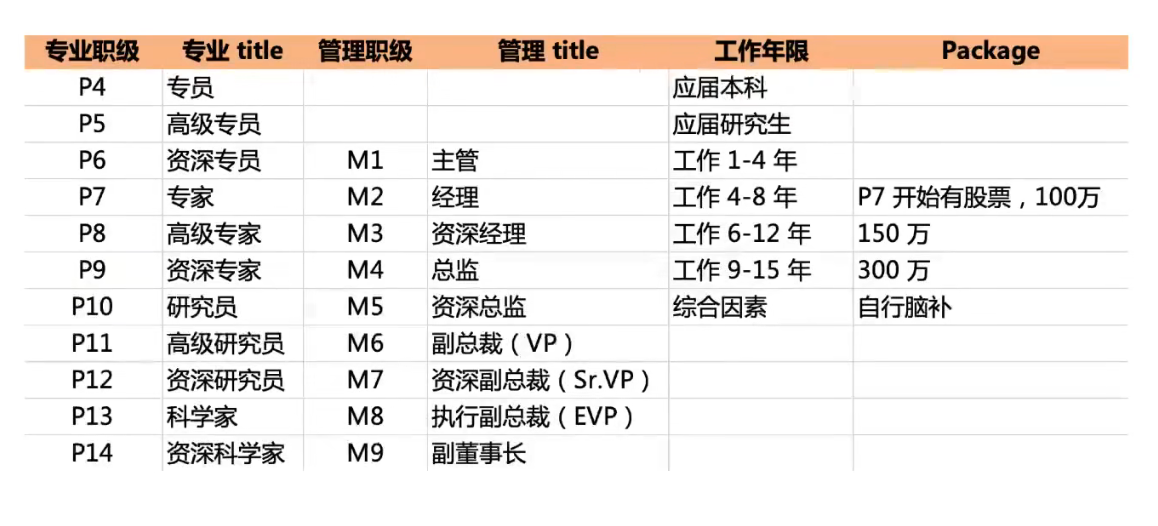 专业职级 专业 title 管理职级 管理 title 工作年限 Package
P4 专员 应届本科
P5 高级专员 应届研究生
P6 资深专员 M1 主管 工作 1-4 年
P7 专家 M2 经理 工作 4-8 年 P7 开始有股票，100万
P8 高级专家 M3 资深经理 工作 6-12 年 150 万
P9 资深专家 M4 总监 工作 9-15 年 300 万
P10 研究员 M5 资深总监 综合因素 自行脑补
P11 高级研究员 M6 副总裁（VP）
P12 资深研究员 M7 资深副总裁（Sr.VP）
P13 科学家 M8 执行副总裁（EVP）
P14 资深科学家 M9 副董事长